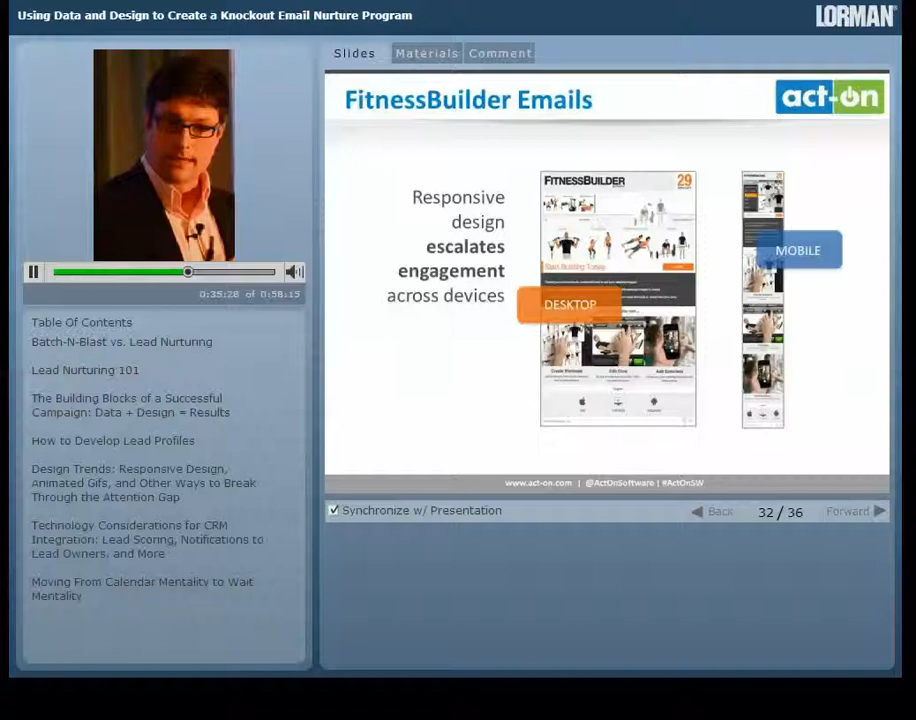 Using Data and Design to Create a Knockout Email Nurture Program
LORMAN
Slides
Materials
Comment
FitnessBuilder Emails
act-on
Responsive
design
escalates
engagement
across devices
FITNESSBUILDER
29
Start Building Today
DESKTOP
Create Workouts
Add Exercises
MOBILE
www.act-on.com | @ActOnSoftware | #ActOnSW
0:35:28 of 0:58:15
Table Of Contents
Batch-N-Blast vs. Lead Nurturing
Lead Nurturing 101
The Building Blocks of a Successful
Campaign: Data + Design = Results
How to Develop Lead Profiles
Design Trends: Responsive Design,
Animated Gifs, and Other Ways to Break
Through the Attention Gap
Technology Considerations for CRM
Integration: Lead Scoring, Notifications to
Lead Owners, and More
Moving From Calendar Mentality to Wait
Mentality
Synchronize w/ Presentation
Back
32 / 36
Forward